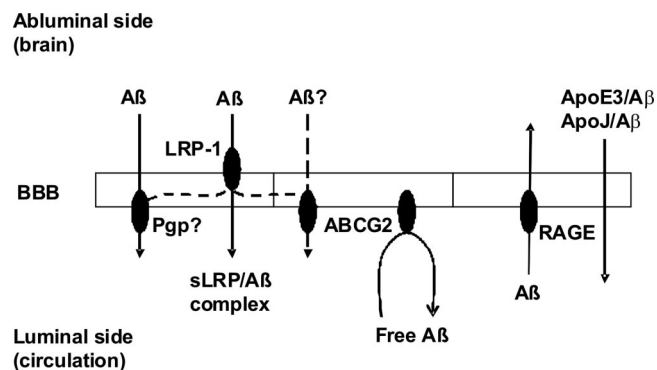 Abluminal side
(brain)
Aß
Aß
Aß?
ApoE3/Aβ
ApoJ/Aβ
LRP-1
BBB
Pgp?
ABCG2
RAGE
sLRP/Aß
complex
Aß
Free Aß
Luminal side
(circulation)